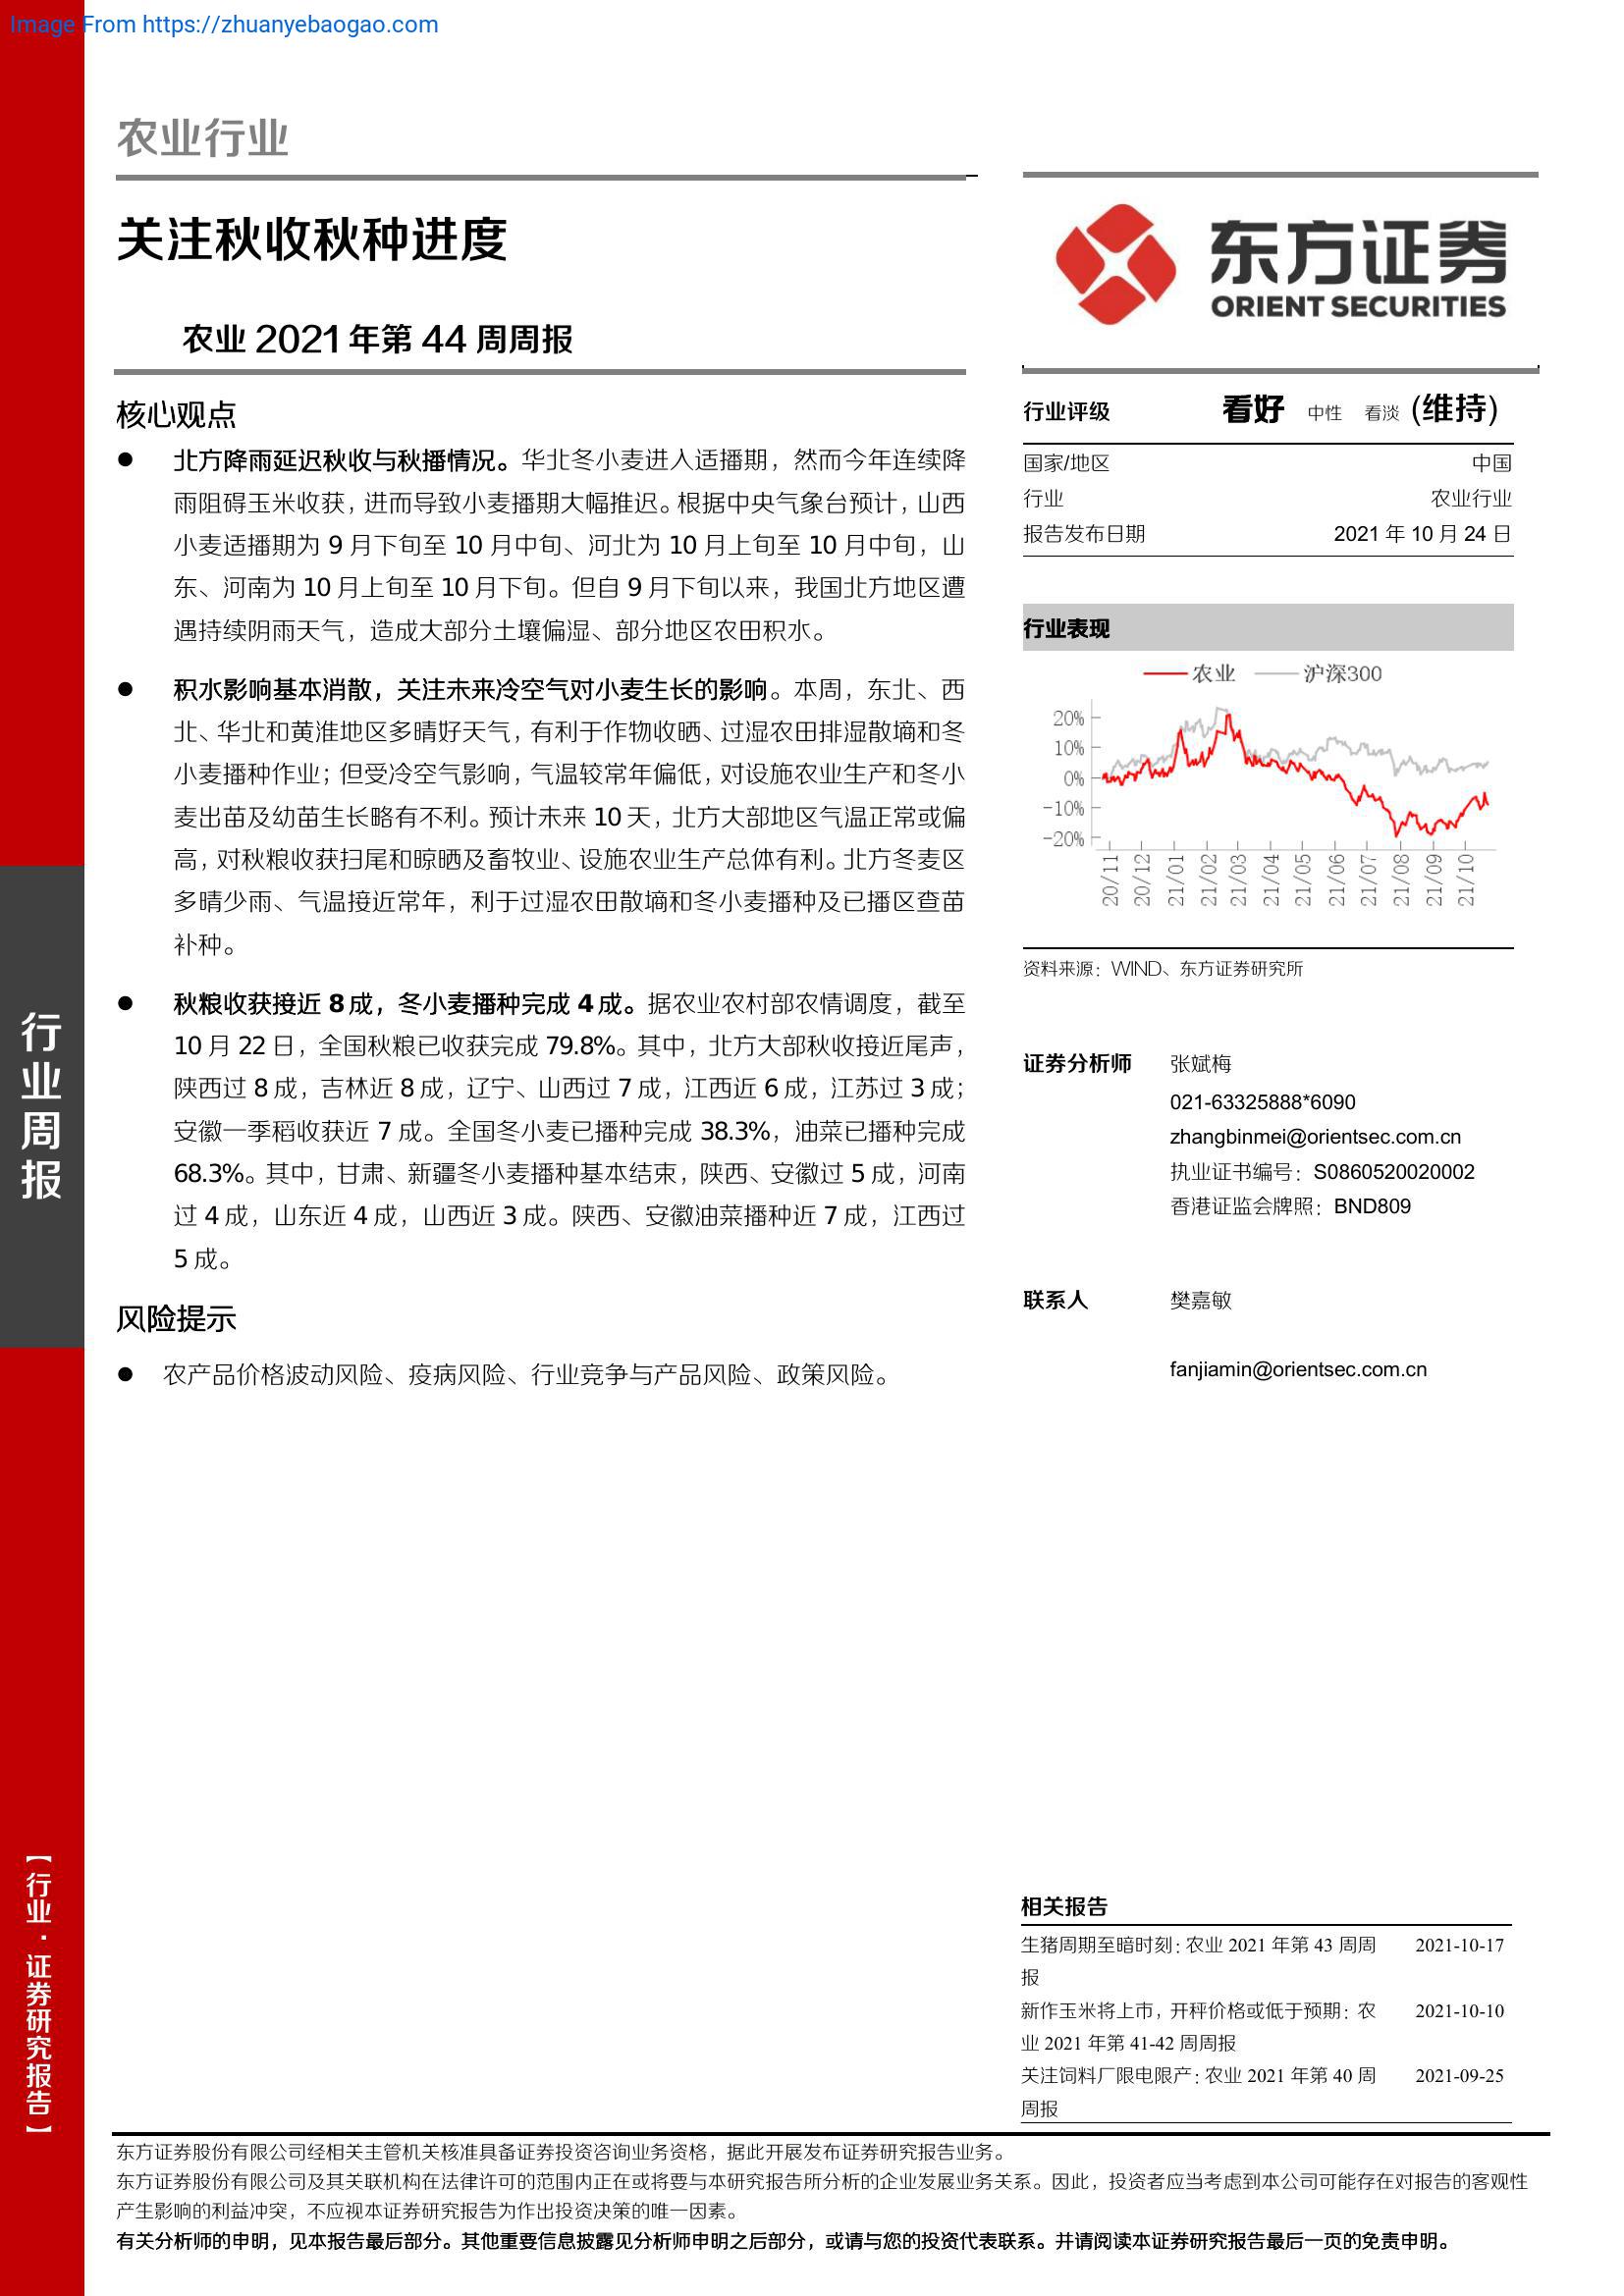 Image From https://zhuanyebaogao.com
农业行业
关注秋收秋种进度
农业 2021 年第 44 周周报
东方证券
ORIENT SECURITIES
核心观点
● 北方降雨延迟秋收与秋播情况。华北冬小麦进入适播期，然而今年连续降
雨阻碍玉米收获，进而导致小麦播期大幅推迟。根据中央气象台预计，山西
小麦适播期为 9 月下旬至 10 月中旬、河北为 10 月上旬至 10 月中旬，山
东、河南为 10 月上旬至 10 月下旬。但自 9 月下旬以来，我国北方地区遭
遇持续阴雨天气，造成大部分土壤偏湿、部分地区农田积水。
● 积水影响基本消散，关注未来冷空气对小麦生长的影响。本周，东北、西
北、华北和黄淮地区多晴好天气，有利于作物收晒、过湿农田排湿散墒和冬
小麦播种作业；但受冷空气影响，气温较常年偏低，对设施农业生产和冬小
麦出苗及幼苗生长略有不利。预计未来 10 天，北方大部地区气温正常或偏
高，对秋粮收获扫尾和晾晒及畜牧业、设施农业生产总体有利。北方冬麦区
多晴少雨、气温接近常年，利于过湿农田散墒和冬小麦播种及已播区查苗
补种。
● 秋粮收获接近 8 成，冬小麦播种完成 4 成。据农业农村部农情调度，截至
10 月 22 日，全国秋粮已收获完成 79.8%。其中，北方大部秋收接近尾声，
陕西过 8 成，吉林近 8 成，辽宁、山西过 7 成，江西近 6 成，江苏过 3 成；
安徽一季稻收获近 7 成。全国冬小麦已播种完成 38.3%，油菜已播种完成
68.3%。其中，甘肃、新疆冬小麦播种基本结束，陕西、安徽过 5 成，河南
过 4 成，山东近 4 成，山西近 3 成。陕西、安徽油菜播种近 7 成，江西过
5 成。
风险提示
● 农产品价格波动风险、疫病风险、行业竞争与产品风险、政策风险。
行业评级 看好 中性 看淡 (维持)
国家/地区 中国
行业 农业行业
报告发布日期 2021 年 10 月 24 日
行业表现
农业 沪深300
20%
10%
0%
-10%
-20%
20/11 20/12 21/01 21/02 21/03 21/04 21/05 21/06 21/07 21/08 21/09 21/10
资料来源：WIND、东方证券研究所
证券分析师 张斌梅
021-63325888*6090
zhangbinmei@orientsec.com.cn
执业证书编号：S0860520020002
香港证监会牌照：BND809
联系人 樊嘉敏
fanjiamin@orientsec.com.cn
相关报告
生猪周期至暗时刻：农业 2021 年第 43 周周 2021-10-17
报
新作玉米将上市，开秤价格或低于预期：农 2021-10-10
业 2021 年第 41-42 周周报
关注饲料厂限电限产：农业 2021 年第 40 周 2021-09-25
周报
行业周报
【行业·证券研究报告】
东方证券股份有限公司经相关主管机关核准具备证券投资咨询业务资格，据此开展发布证券研究报告业务。
东方证券股份有限公司及其关联机构在法律许可的范围内正在或将要与本研究报告所分析的企业发展业务关系。因此，投资者应当考虑到本公司可能存在对报告的客观性
产生影响的利益冲突，不应视本证券研究报告为作出投资决策的唯一因素。
有关分析师的申明，见本报告最后部分。其他重要信息披露见分析师申明之后部分，或请与您的投资代表联系。并请阅读本证券研究报告最后一页的免责申明。